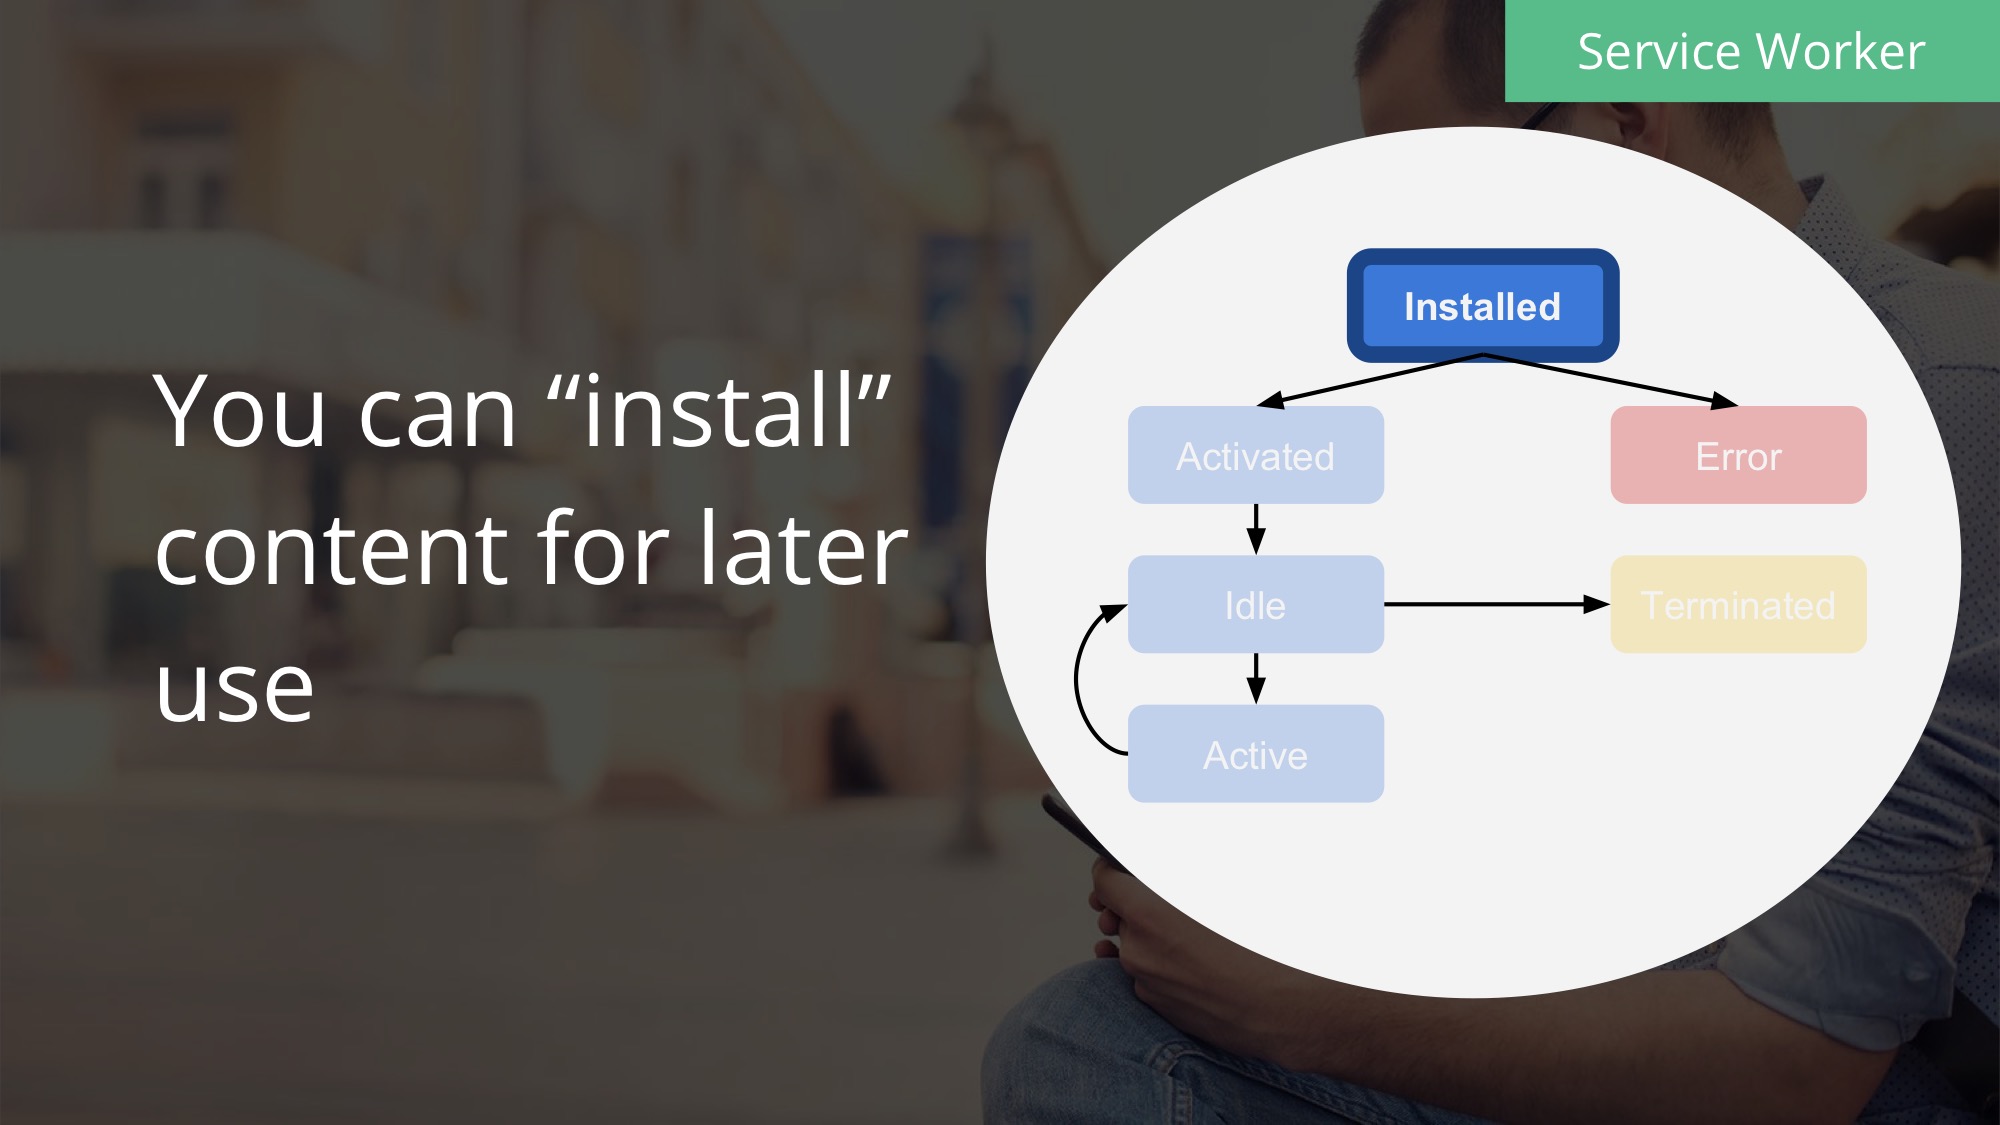 Service Worker
You can “install”
content for later
use
Installed
Activated
Error
Idle
Terminated
Active